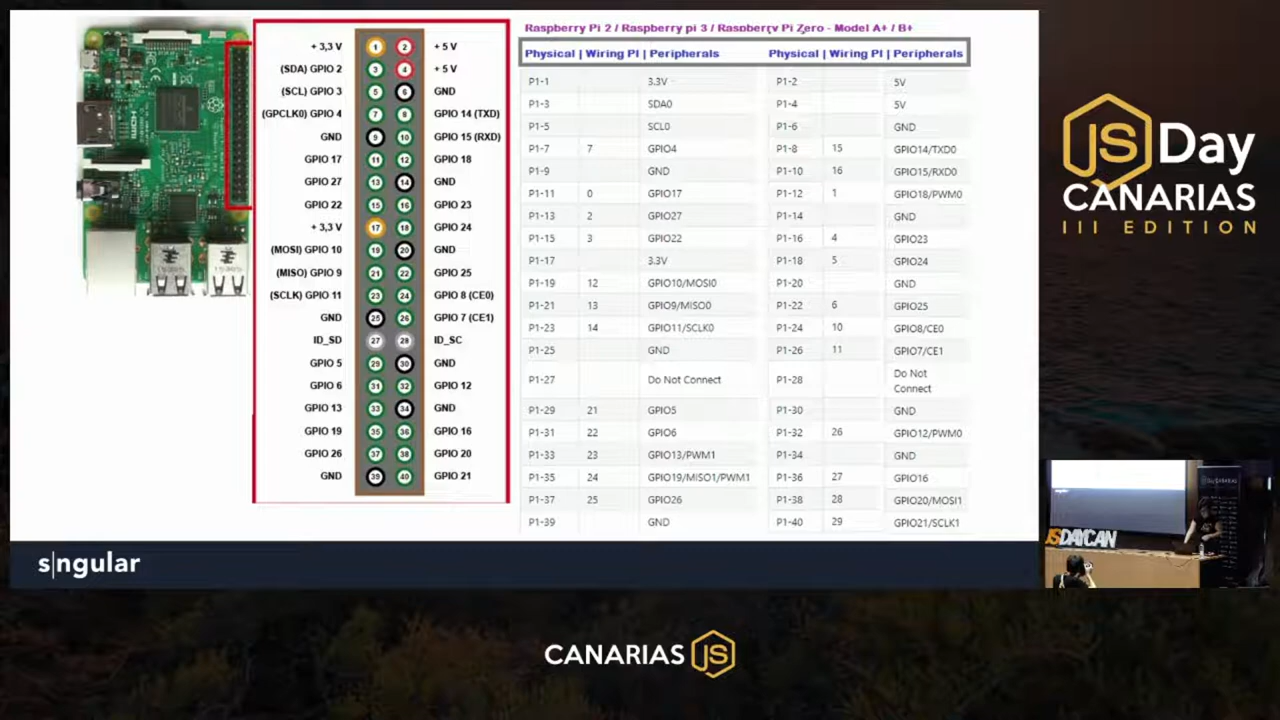 + 3,3 V 1 2 + 5 V
(SDA) GPIO 2 3 4 + 5 V
(SCL) GPIO 3 5 6 GND
(GPCLK0) GPIO 4 7 8 GPIO 14 (TXD)
GND 9 10 GPIO 15 (RXD)
GPIO 17 11 12 GPIO 18
GPIO 27 13 14 GND
GPIO 22 15 16 GPIO 23
+ 3,3 V 17 18 GPIO 24
(MOSI) GPIO 10 19 20 GND
(MISO) GPIO 9 21 22 GPIO 25
(SCLK) GPIO 11 23 24 GPIO 8 (CE0)
GND 25 26 GPIO 7 (CE1)
ID_SD 27 28 ID_SC
GPIO 5 29 30 GND
GPIO 6 31 32 GPIO 12
GPIO 13 33 34 GND
GPIO 19 35 36 GPIO 16
GPIO 26 37 38 GPIO 20
GND 39 40 GPIO 21
Raspberry Pi 2 / Raspberry pi 3 / Raspberry Pi Zero - Model A+ / B+
Physical | Wiring PI | Peripherals Physical | Wiring PI | Peripherals
P1-1 3.3V P1-2 5V
P1-3 SDA0 P1-4 5V
P1-5 SCL0 P1-6 GND
P1-7 7 GPIO4 P1-8 15 GPIO14/TXD0
P1-9 GND P1-10 16 GPIO15/RXD0
P1-11 0 GPIO17 P1-12 1 GPIO18/PWM0
P1-13 2 GPIO27 P1-14 GND
P1-15 3 GPIO22 P1-16 4 GPIO23
P1-17 3.3V P1-18 5 GPIO24
P1-19 12 GPIO10/MOSI0 P1-20 GND
P1-21 13 GPIO9/MISO0 P1-22 6 GPIO25
P1-23 14 GPIO11/SCLK0 P1-24 10 GPIO8/CE0
P1-25 GND P1-26 11 GPIO7/CE1
P1-27 Do Not Connect P1-28 Do Not
Connect
P1-29 21 GPIO5 P1-30 GND
P1-31 22 GPIO6 P1-32 26 GPIO12/PWM0
P1-33 23 GPIO13/PWM1 P1-34 GND
P1-35 24 GPIO19/MISO1/PWM1 P1-36 27 GPIO16
P1-37 25 GPIO26 P1-38 28 GPIO20/MOSI1
P1-39 GND P1-40 29 GPIO21/SCLK1
s|ngular
JS Day
CANARIAS
III EDITION
JSDAYCAN
CANARIAS JS
HDMI